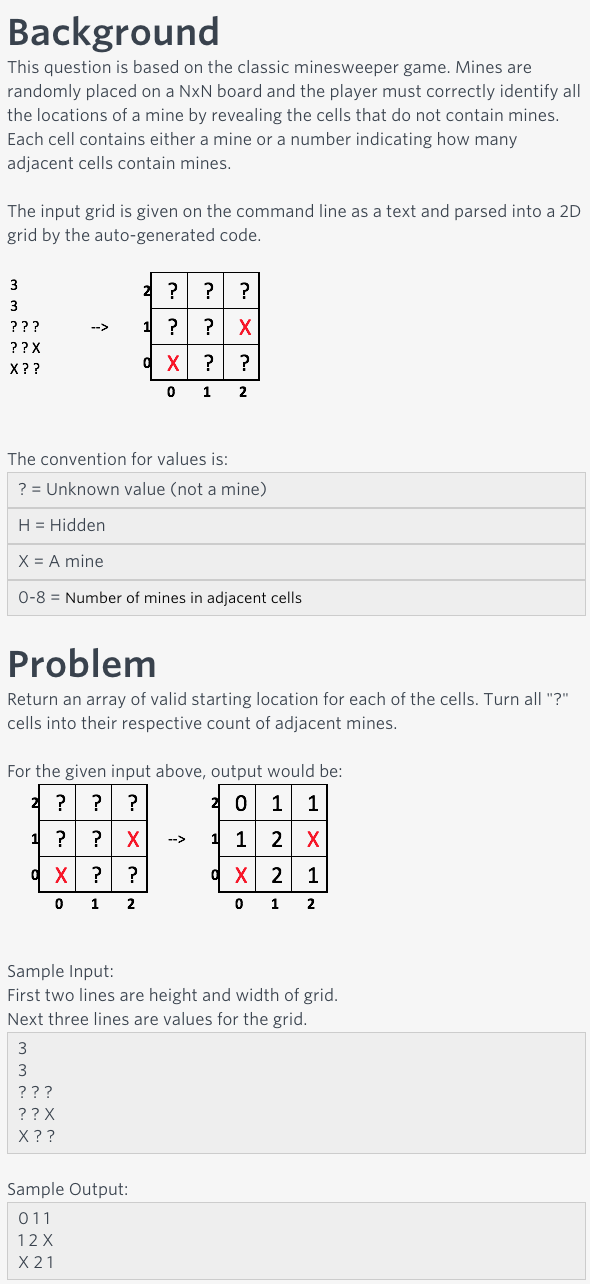 Background
This question is based on the classic minesweeper game. Mines are
randomly placed on a NxN board and the player must correctly identify all
the locations of a mine by revealing the cells that do not contain mines.
Each cell contains either a mine or a number indicating how many
adjacent cells contain mines.
The input grid is given on the command line as a text and parsed into a 2D
grid by the auto-generated code.
3
3
? ? ?
? ? X
X ? ?
-->
2 ? ? ?
1 ? ? X
0 X ? ?
0 1 2
The convention for values is:
? = Unknown value (not a mine)
H = Hidden
X = A mine
0-8 = Number of mines in adjacent cells
Problem
Return an array of valid starting location for each of the cells. Turn all "?"
cells into their respective count of adjacent mines.
For the given input above, output would be:
2 ? ? ?
1 ? ? X
0 X ? ?
0 1 2
-->
2 0 1 1
1 1 2 X
0 X 2 1
0 1 2
Sample Input:
First two lines are height and width of grid.
Next three lines are values for the grid.
3
3
? ? ?
? ? X
X ? ?
Sample Output:
0 1 1
1 2 X
X 2 1